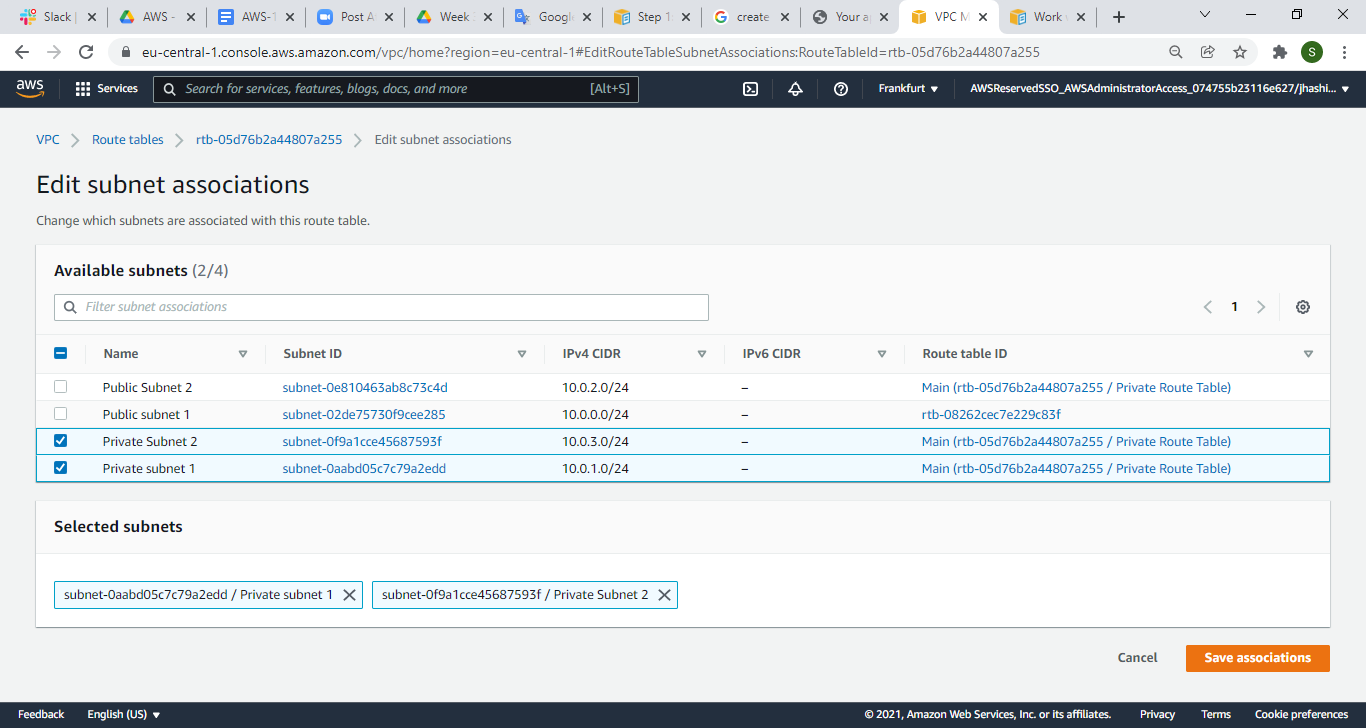 Slack |
AWS -
AWS-1
Post A
Week
Googl
Step 1
create
Your a
VPC M
Work
eu-central-1.console.aws.amazon.com/vpc/home?region=eu-central-1#EditRouteTableSubnetAssociations:RouteTableId=rtb-05d76b2a44807a255
S
aws
Services
Search for services, features, blogs, docs, and more
[Alt+S]
Frankfurt
AWSReservedSSO_AWSAdministratorAccess_074755b23116e627/jhashi...
VPC
Route tables
rtb-05d76b2a44807a255
Edit subnet associations
Edit subnet associations
Change which subnets are associated with this route table.
Available subnets (2/4)
Filter subnet associations
1
Name Subnet ID IPv4 CIDR IPv6 CIDR Route table ID
Public Subnet 2 subnet-0e810463ab8c73c4d 10.0.2.0/24 – Main (rtb-05d76b2a44807a255 / Private Route Table)
Public subnet 1 subnet-02de75730f9cee285 10.0.0.0/24 – rtb-08262cec7e229c83f
Private Subnet 2 subnet-0f9a1cce45687593f 10.0.3.0/24 – Main (rtb-05d76b2a44807a255 / Private Route Table)
Private subnet 1 subnet-0aabd05c7c79a2edd 10.0.1.0/24 – Main (rtb-05d76b2a44807a255 / Private Route Table)
Selected subnets
subnet-0aabd05c7c79a2edd / Private subnet 1
subnet-0f9a1cce45687593f / Private Subnet 2
Cancel
Save associations
Feedback
English (US)
© 2021, Amazon Web Services, Inc. or its affiliates.
Privacy
Terms
Cookie preferences